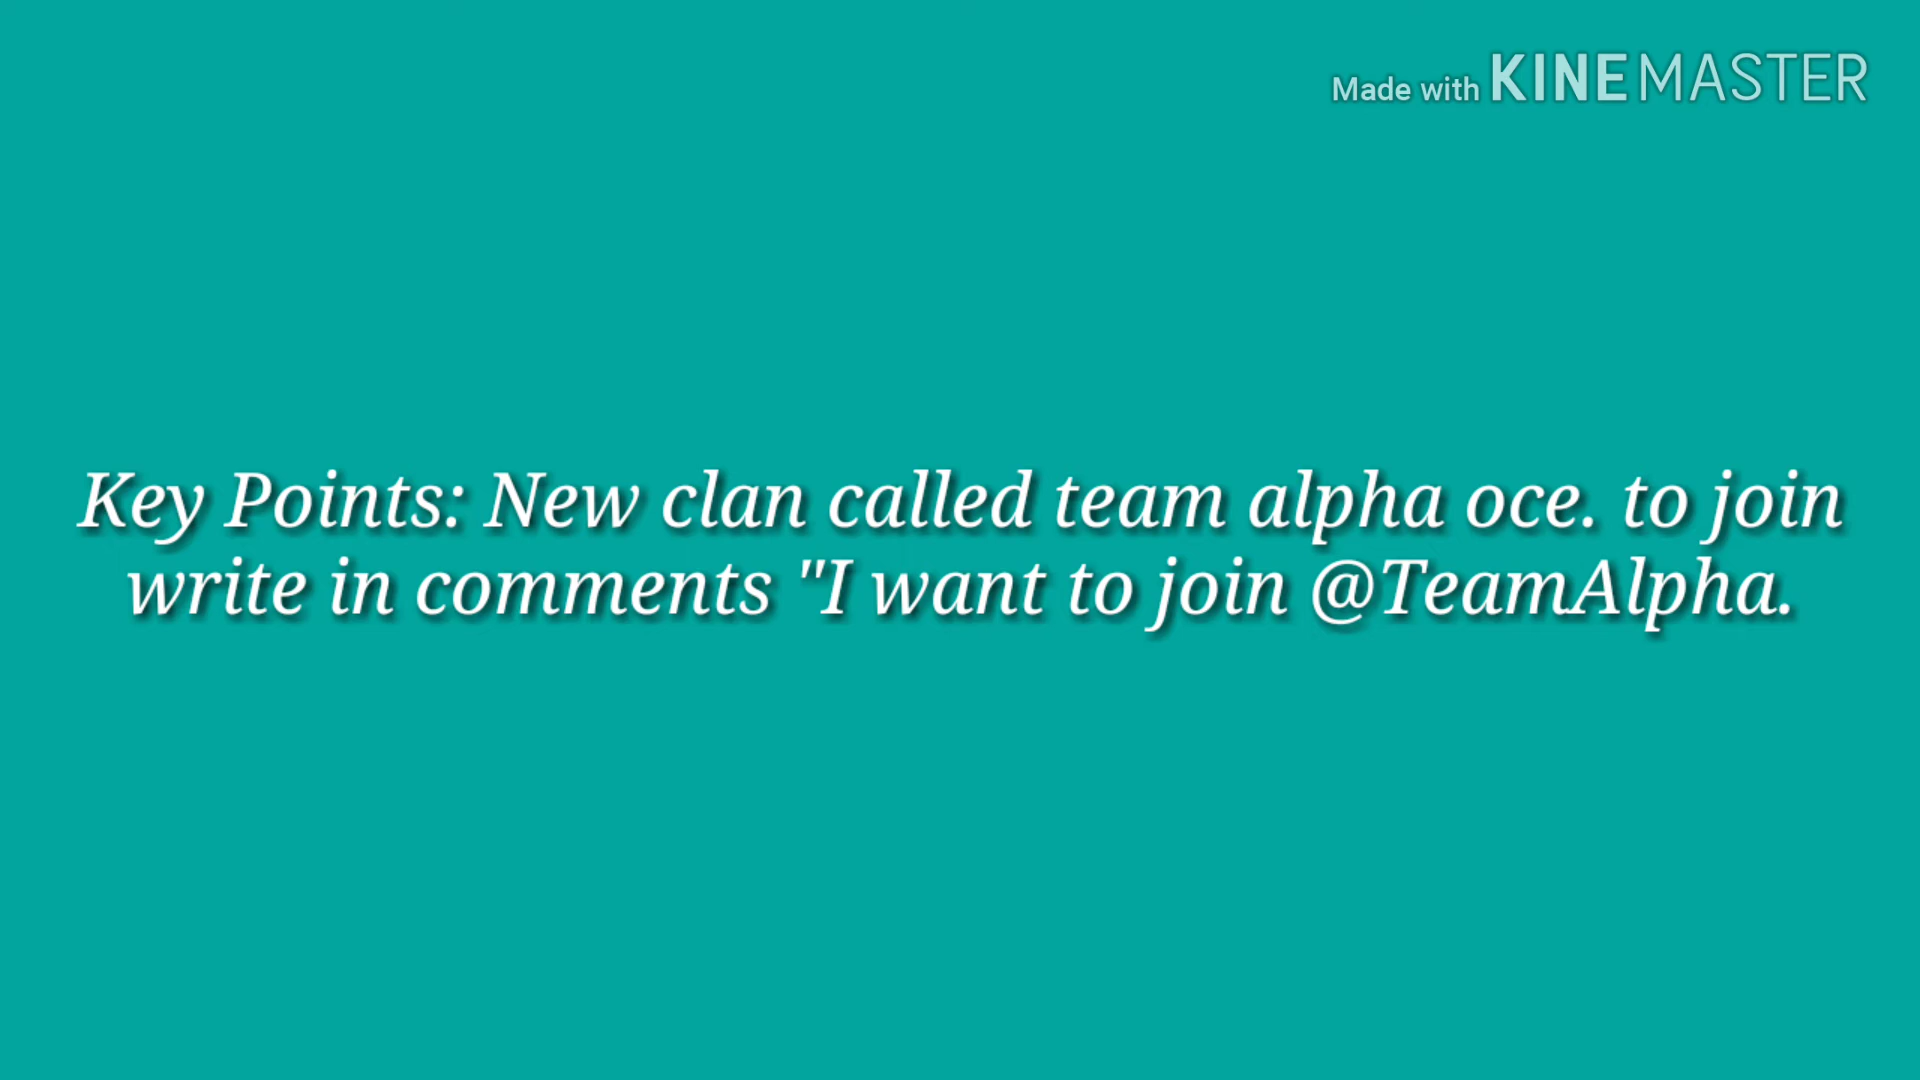 Made with KINEMASTER
Key Points: New clan called team alpha oce. to join
write in comments "I want to join @TeamAlpha.